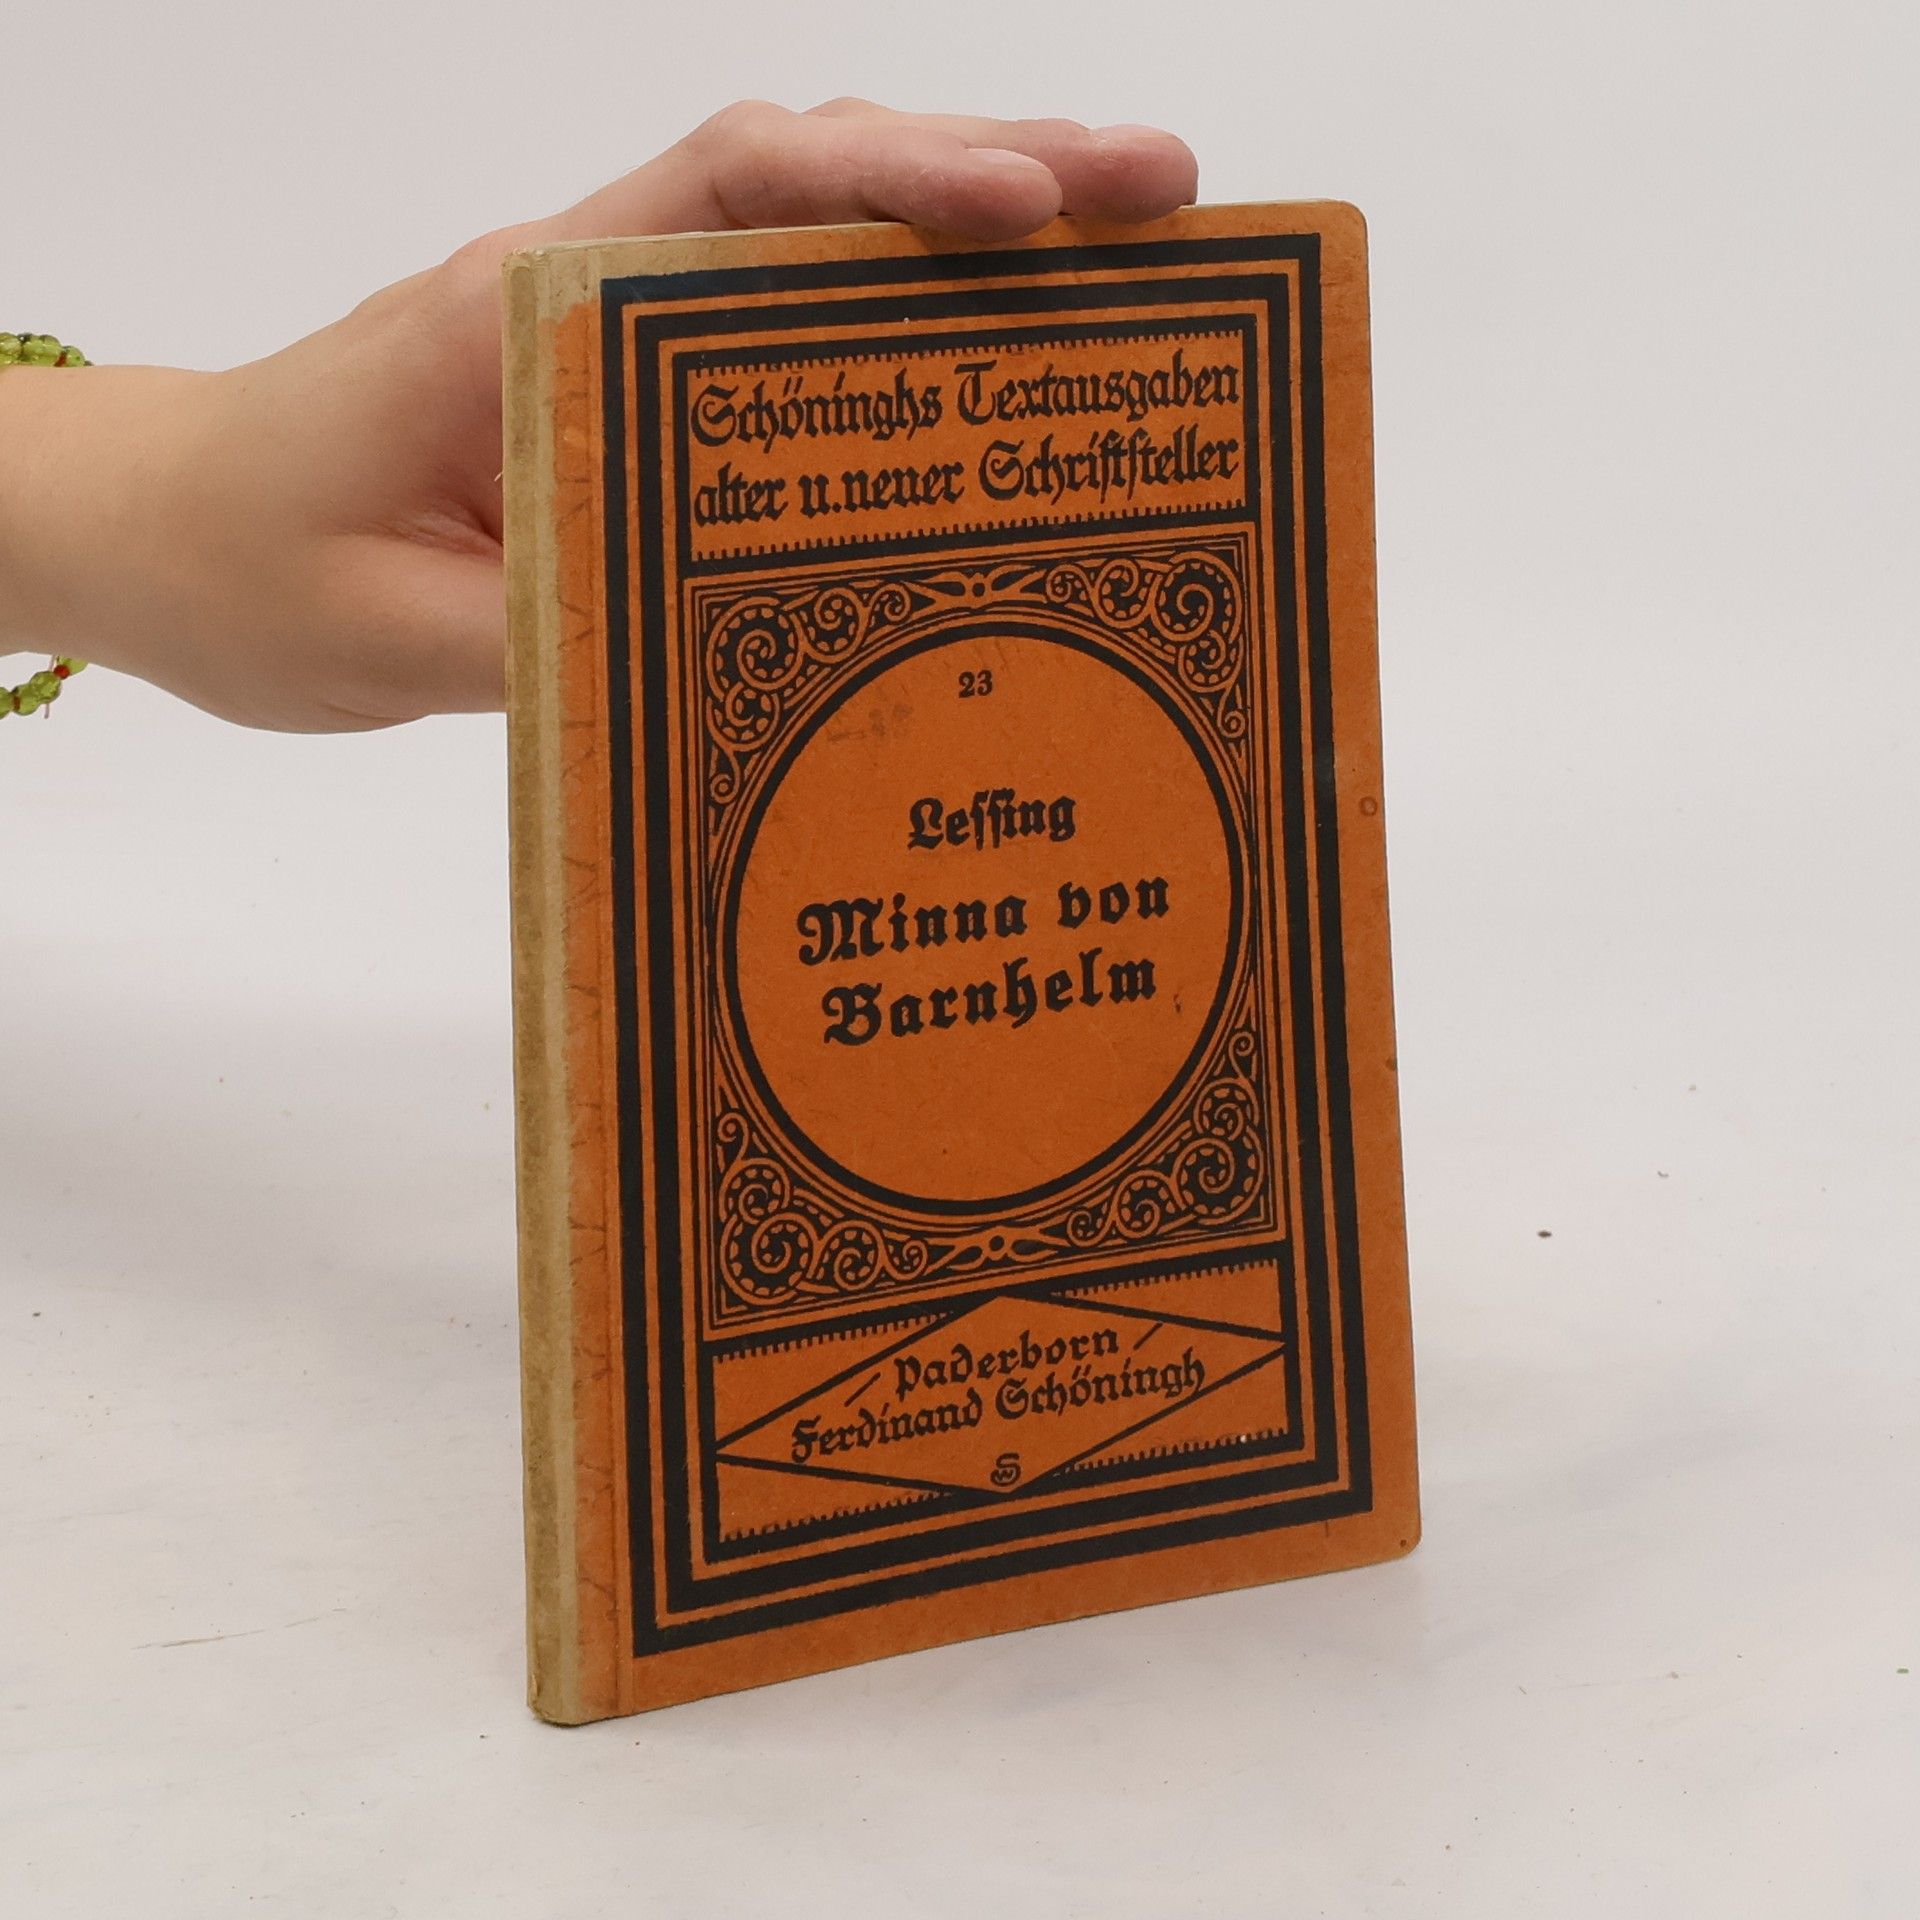 Schöninghs Textausgaben
alter u. neuer Schriftsteller
23
Leſſing
Minna von
Barnhelm
Paderborn
Ferdinand Schöningh